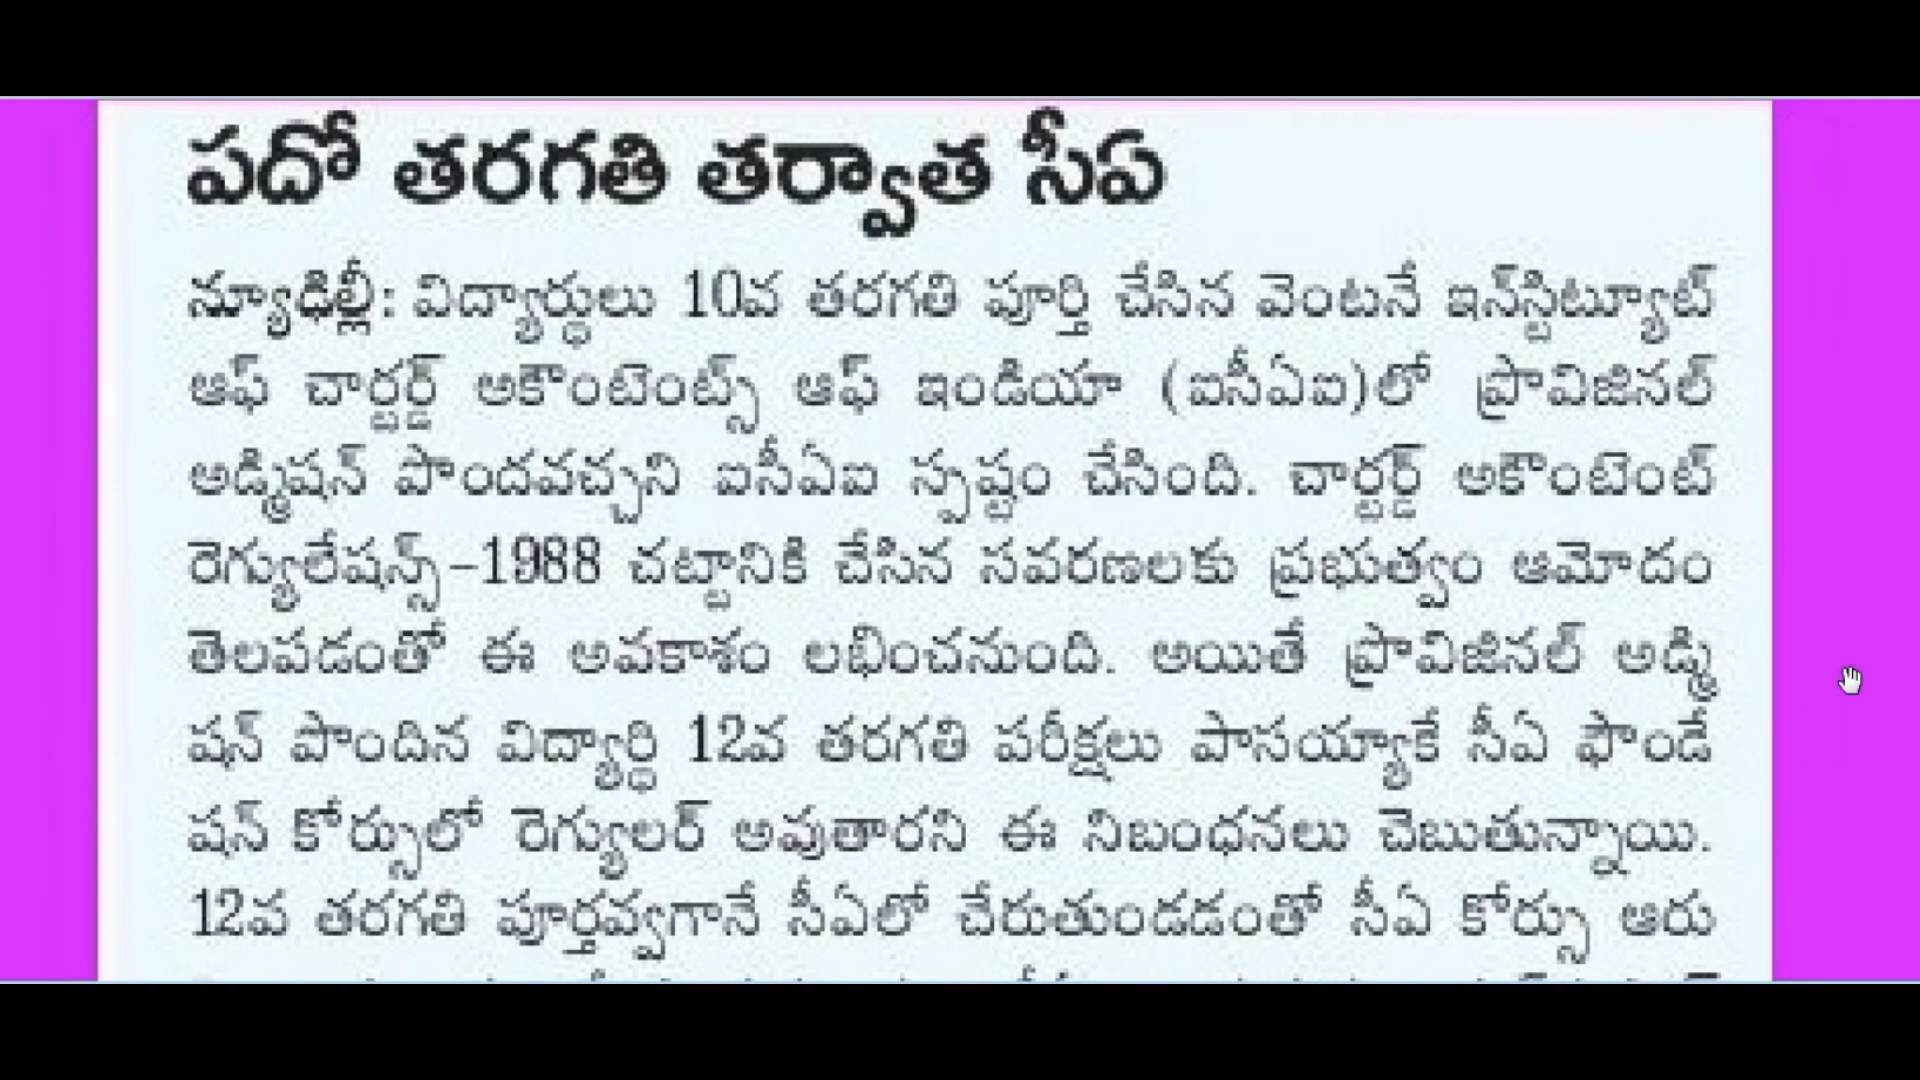 పదో తరగతి తర్వాత సీఏ
న్యూఢిల్లీ: విద్యార్థులు 10వ తరగతి పూర్తి చేసిన వెంటనే ఇన్‌స్టిట్యూట్
ఆఫ్ చార్టర్డ్ అకౌంటెంట్స్ ఆఫ్ ఇండియా (ఐసీఏఐ)లో ప్రొవిజినల్
అడ్మిషన్ పొందవచ్చని ఐసీఏఐ స్పష్టం చేసింది. చార్టర్డ్ అకౌంటెంట్
రెగ్యులేషన్స్-1988 చట్టానికి చేసిన సవరణలకు ప్రభుత్వం ఆమోదం
తెలపడంతో ఈ అవకాశం లభించనుంది. అయితే ప్రొవిజినల్ అడ్మి
షన్ పొందిన విద్యార్థి 12వ తరగతి పరీక్షలు పాసయ్యాకే సీఏ ఫౌండే
షన్ కోర్సులో రెగ్యులర్ అవుతారని ఈ నిబంధనలు చెబుతున్నాయి.
12వ తరగతి పూర్తవ్వగానే సీఏలో చేరుతుండడంతో సీఏ కోర్సు ఆరు